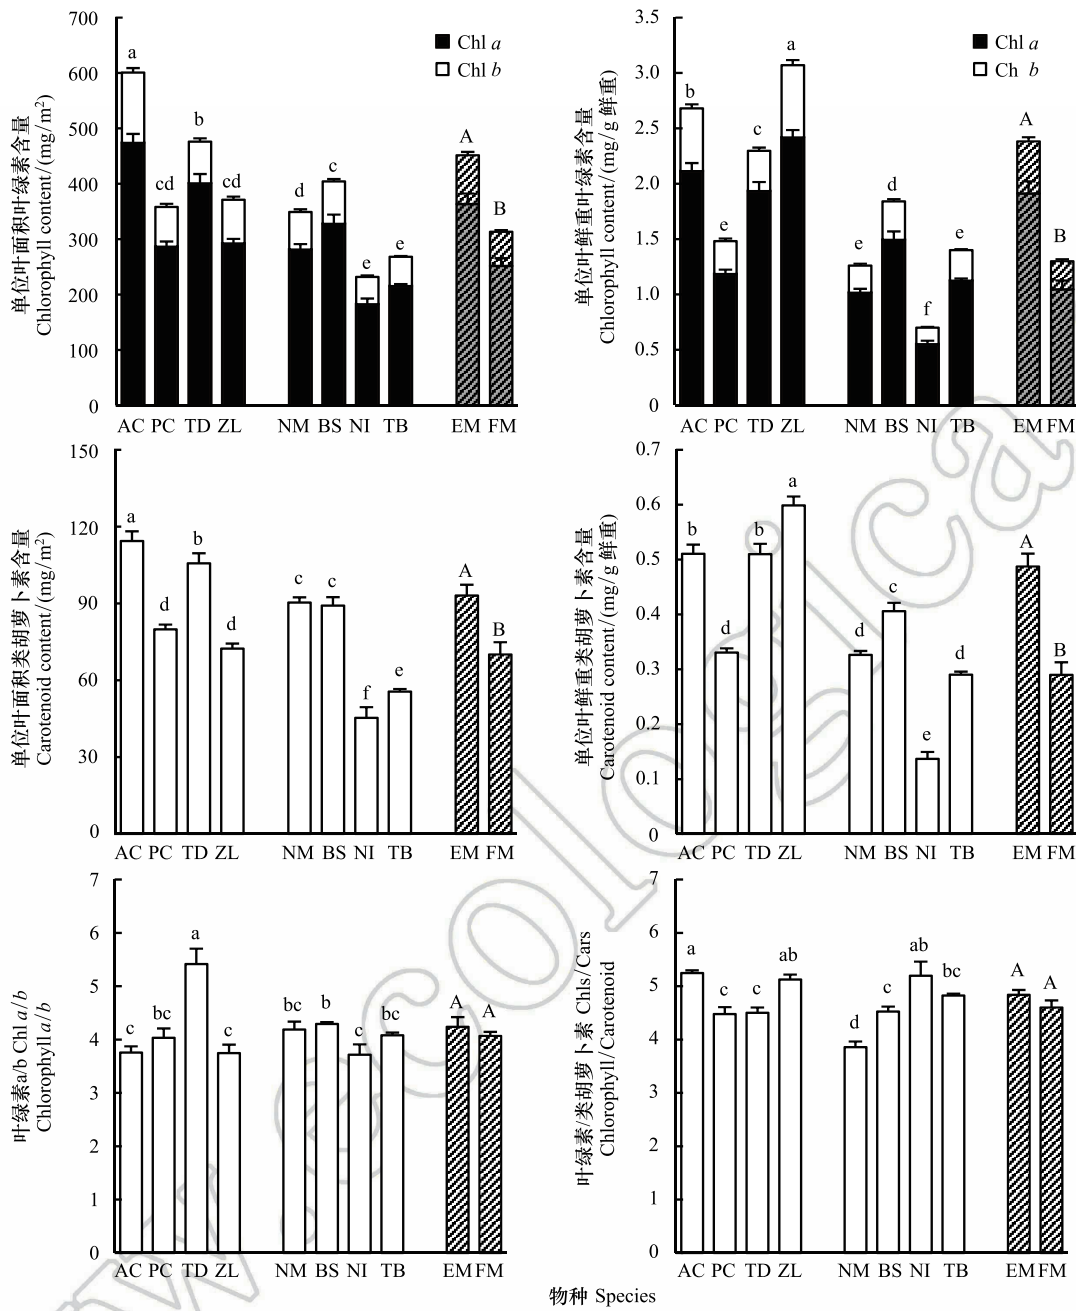 700
600
500
400
300
200
100
0
单位叶面积叶绿素含量
Chlorophyll content/(mg/m²)
Chl a
Chl b
a
cd
b
cd
d
c
e
e
A
B
AC PC TD ZL NM BS NI TB EM FM
3.5
3.0
2.5
2.0
1.5
1.0
0.5
0
单位叶鲜重叶绿素含量
Chlorophyll content/(mg/g 鲜重)
Chl a
Ch b
b
e
c
a
e
d
f
e
A
B
AC PC TD ZL NM BS NI TB EM FM
150
120
90
60
30
0
单位叶面积类胡萝卜素含量
Carotenoid content/(mg/m²)
a
d
b
d
c
c
f
e
A
B
AC PC TD ZL NM BS NI TB EM FM
0.7
0.6
0.5
0.4
0.3
0.2
0.1
0
单位叶鲜重类胡萝卜素含量
Carotenoid content/(mg/g 鲜重)
b
d
b
a
d
c
e
d
A
B
AC PC TD ZL NM BS NI TB EM FM
7
6
5
4
3
2
1
0
叶绿素a/b Chl a/b
Chlorophyll a/b
c
bc
a
c
bc
b
c
bc
A
A
AC PC TD ZL NM BS NI TB EM FM
7
6
5
4
3
2
1
0
叶绿素/类胡萝卜素 Chls/Cars
Chlorophyll/Carotenoid
a
c
c
ab
d
c
ab
bc
A
A
AC PC TD ZL NM BS NI TB EM FM
物种 Species
w.ecologica